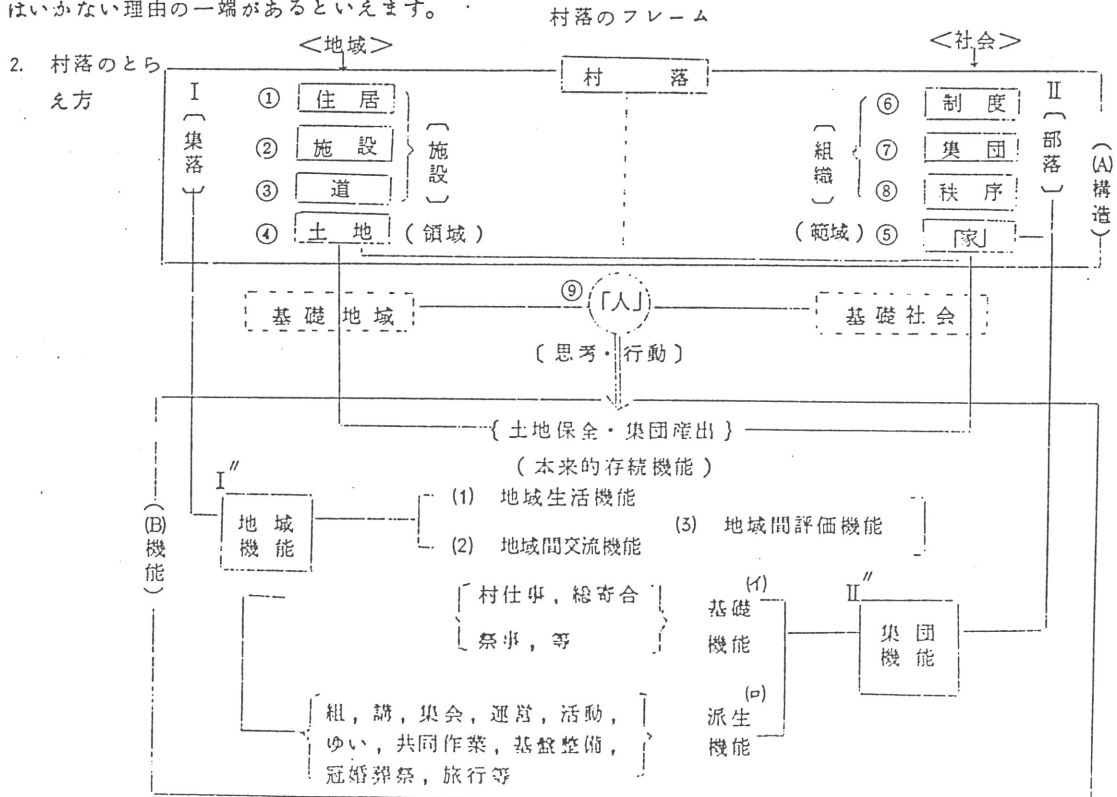 はいかない理由の一端があるといえます。
村落のフレーム
2. 村落のとら
え方
<地域>
<社会>
村 落
Ⅰ
〔集落〕
① 住 居
② 施 設
③ 道
④ 土 地
〔施設〕
(領域)
⑥ 制 度
⑦ 集 団
⑧ 秩 序
⑤ 「家」
〔組織〕
(範域)
Ⅱ
〔部落〕
(A)構造
⑨ 「人」
基 礎 地 域
基 礎 社 会
〔思考・行動〕
{土地保全・集団産出}
(本来的存続機能)
(B)機能
Ⅰ″
地 域
機 能
(1) 地域生活機能
(2) 地域間交流機能
(3) 地域間評価機能
村仕事,総寄合
祭事,等
(イ)
基礎
機能
Ⅱ″
集 団
機 能
組,講,集会,運営,活動,
ゆい,共同作業,基盤整備,
冠婚葬祭,旅行等
(ロ)
派生
機能